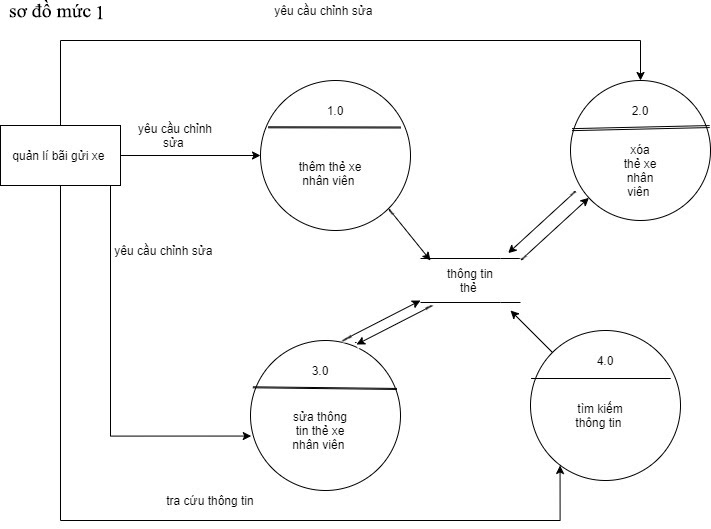 sơ đồ mức 1
yêu cầu chỉnh sửa
1.0
2.0
yêu cầu chỉnh
sửa
quản lí bãi gửi xe
thêm thẻ xe
nhân viên
xóa
thẻ xe
nhân
viên
yêu cầu chỉnh sửa
thông tin
thẻ
3.0
4.0
sửa thông
tin thẻ xe
nhân viên
tìm kiếm
thông tin
tra cứu thông tin